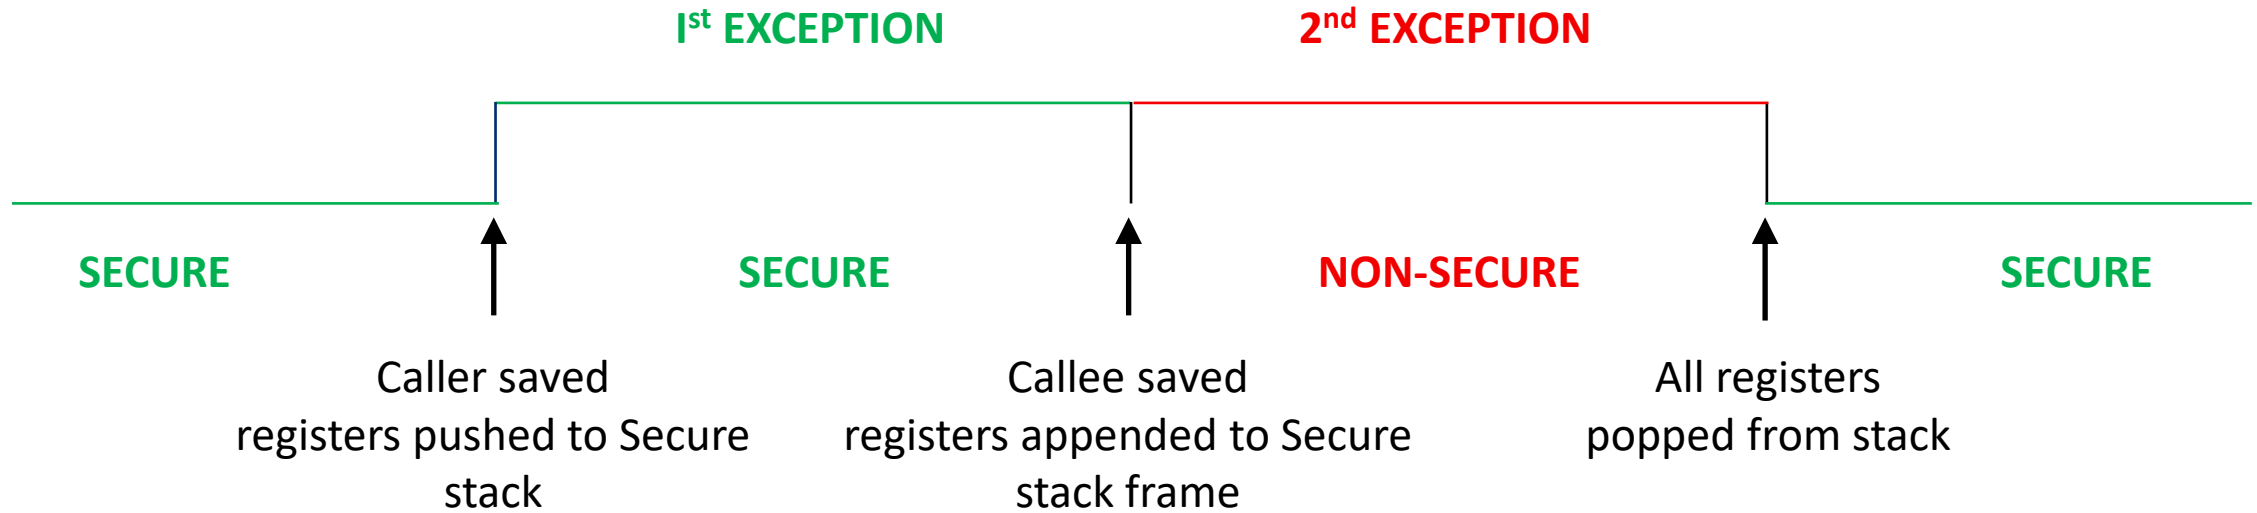 Ist EXCEPTION
2nd EXCEPTION
SECURE
SECURE
NON-SECURE
SECURE
Caller saved
registers pushed to Secure
stack
Callee saved
registers appended to Secure
stack frame
All registers
popped from stack